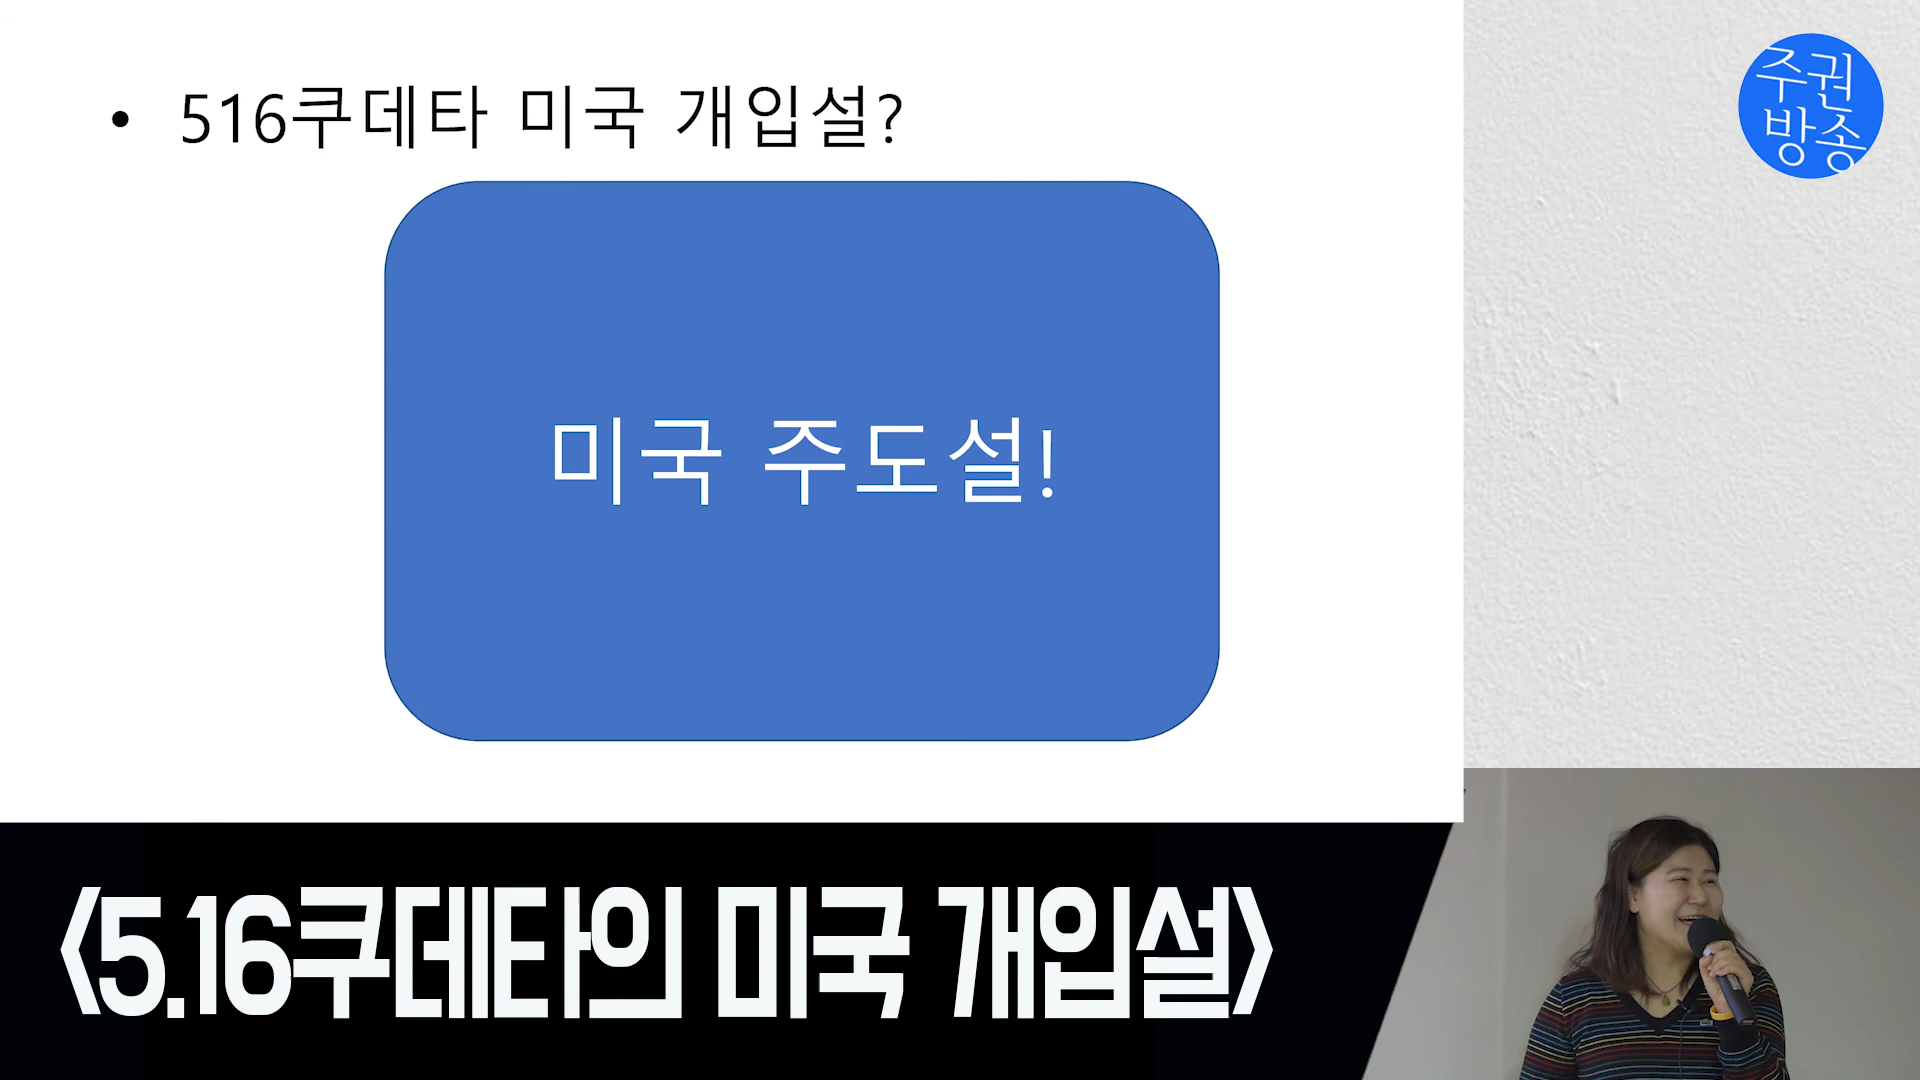 • 516쿠데타 미국 개입설?
주권
방송
미국 주도설!
<5.16쿠데타의 미국 개입설>